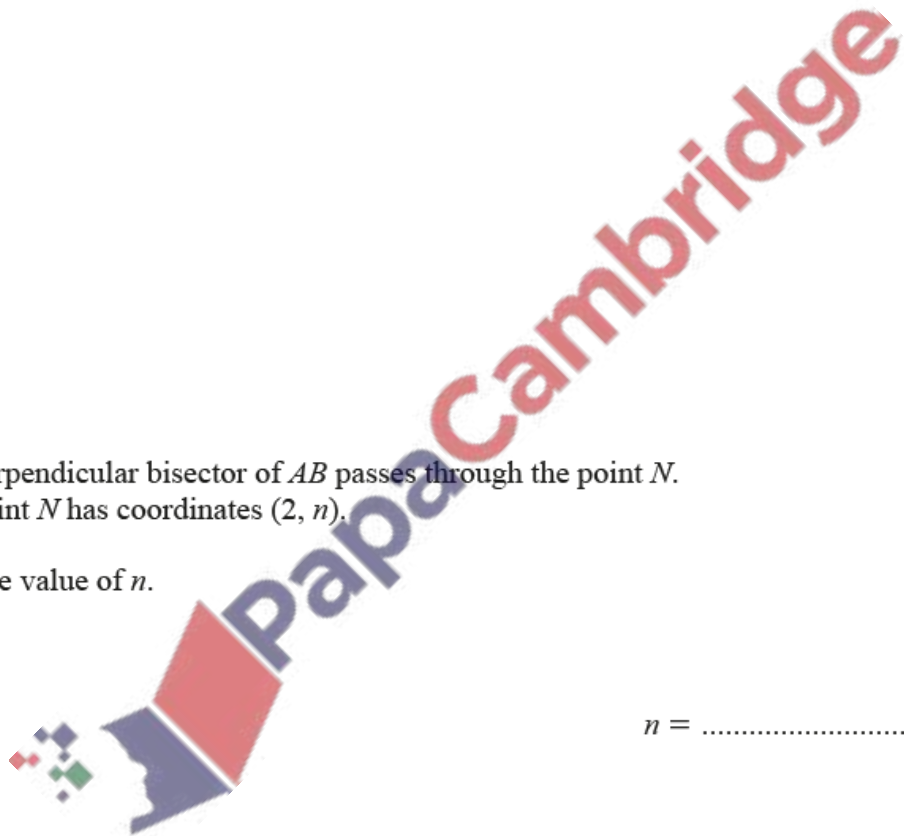 PapaCambridge
rpendicular bisector of AB passes through the point N.
int N has coordinates (2, n).
e value of n.
n = ..........................